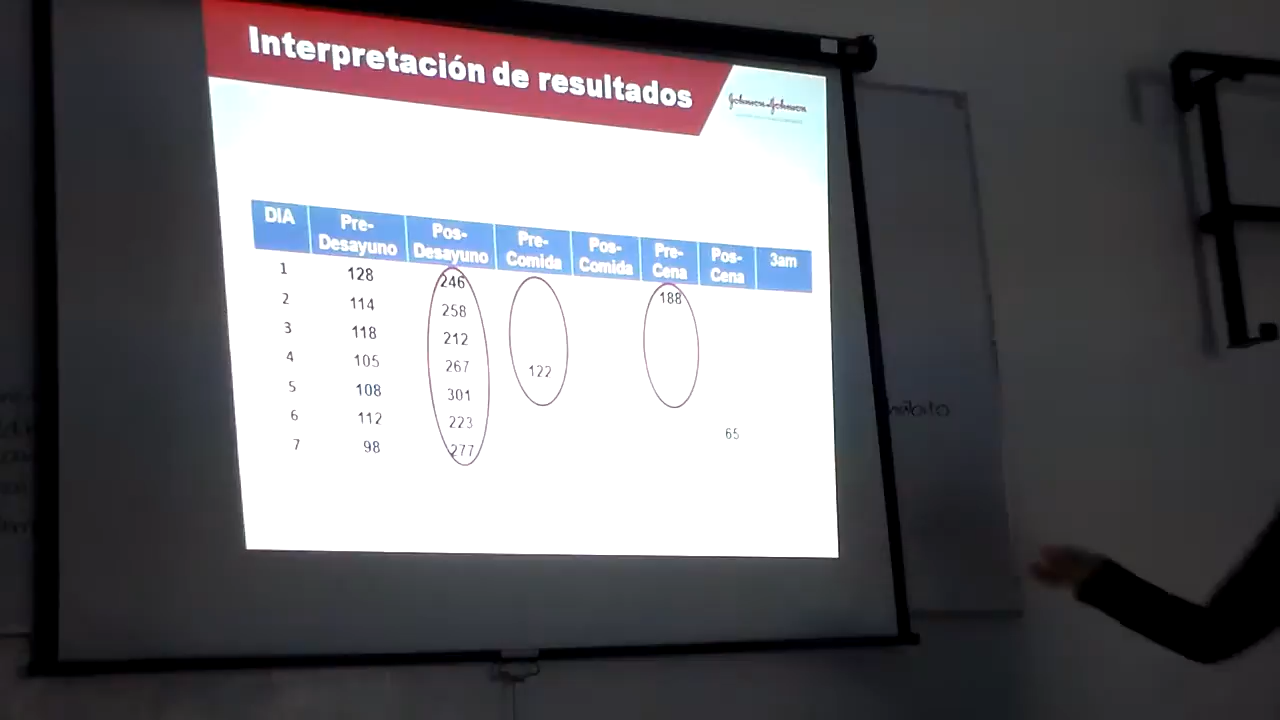 Interpretación de resultados
Johnson-Johnson
DIA Pre-Desayuno Pos-Desayuno Pre-Comida Pos-Comida Pre-Cena Pos-Cena 3am
1 128 246 188
2 114 258
3 118 212
4 105 267 122
5 108 301
6 112 223 65
7 98 277